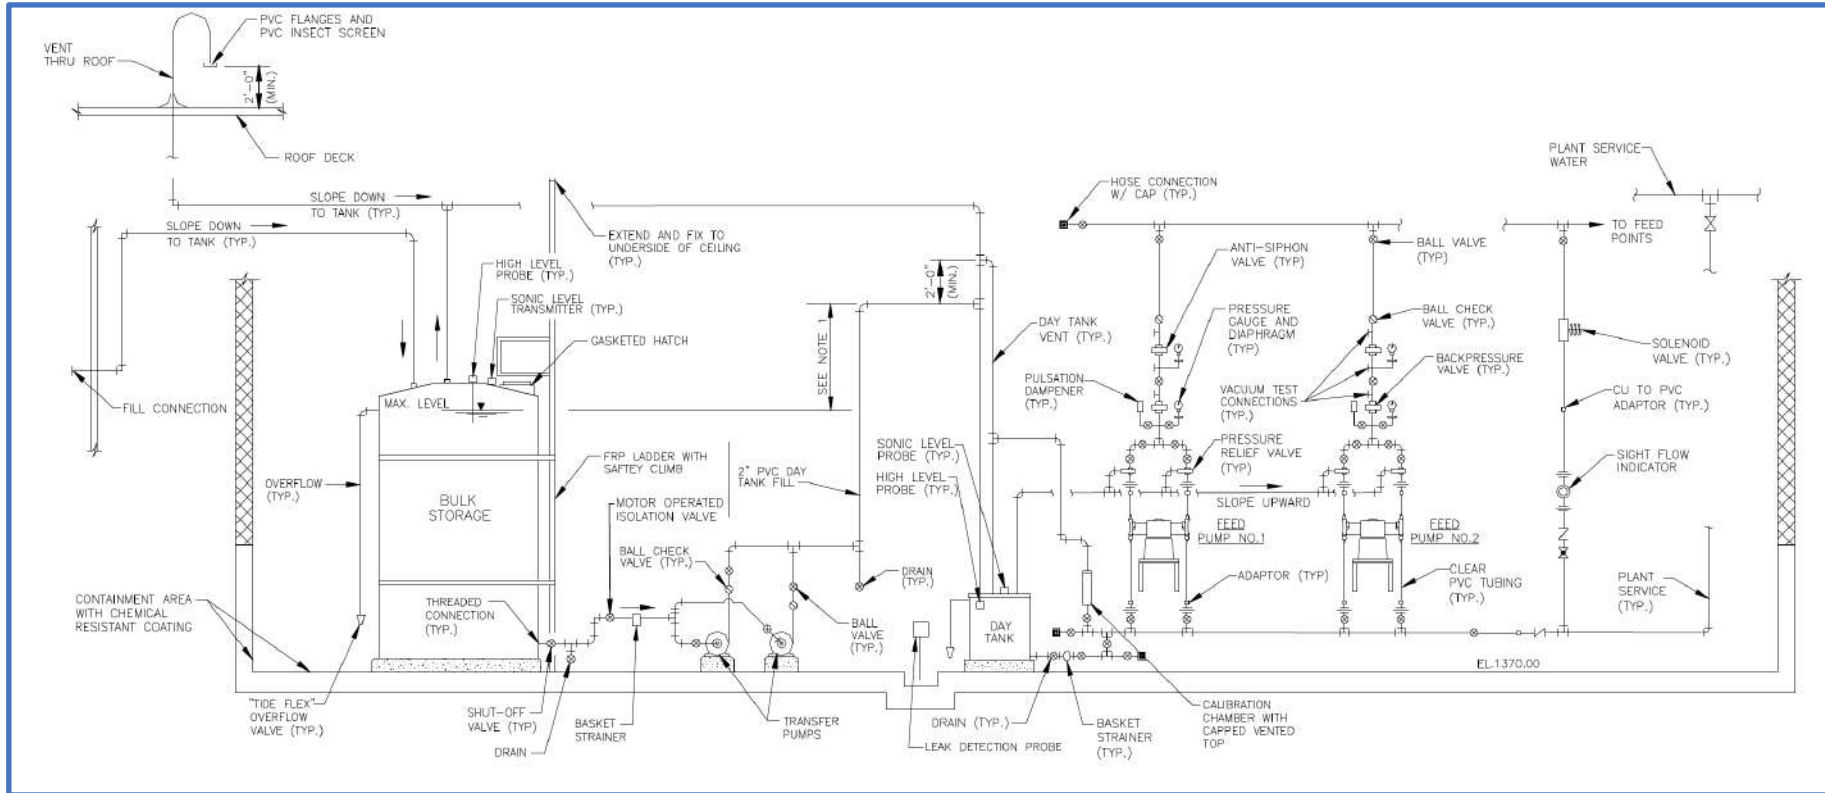 PVC FLANGES AND
PVC INSECT SCREEN
VENT
THRU ROOF
2'-0"
(MIN.)
ROOF DECK
SLOPE DOWN
TO TANK (TYP.)
SLOPE DOWN
TO TANK (TYP.)
EXTEND AND FIX TO
UNDERSIDE OF CEILING
(TYP.)
HIGH LEVEL
PROBE (TYP.)
SONIC LEVEL
TRANSMITTER (TYP.)
GASKETED HATCH
FILL CONNECTION
MAX. LEVEL
OVERFLOW
(TYP.)
BULK
STORAGE
FRP LADDER WITH
SAFTEY CLIMB
MOTOR OPERATED
ISOLATION VALVE
2" PVC DAY
TANK FILL
SEE NOTE 1
2'-0"
(MIN.)
DAY TANK
VENT (TYP.)
BALL CHECK
VALVE (TYP.)
DRAIN
(TYP.)
THREADED
CONNECTION
(TYP.)
BALL
VALVE
(TYP.)
CONTAINMENT AREA
WITH CHEMICAL
RESISTANT COATING
"TIDE FLEX"
OVERFLOW
VALVE (TYP.)
SHUT-OFF
VALVE (TYP)
DRAIN
BASKET
STRAINER
TRANSFER
PUMPS
SONIC LEVEL
PROBE (TYP.)
HIGH LEVEL
PROBE (TYP.)
DAY
TANK
DRAIN (TYP.)
LEAK DETECTION PROBE
BASKET
STRAINER
(TYP.)
CALIBRATION
CHAMBER WITH
CAPPED VENTED
TOP
HOSE CONNECTION
W/ CAP (TYP.)
ANTI-SIPHON
VALVE (TYP)
PRESSURE
GAUGE AND
DIAPHRAGM
(TYP)
PULSATION
DAMPENER
(TYP.)
VACUUM TEST
CONNECTIONS
(TYP.)
PRESSURE
RELIEF VALVE
(TYP)
SLOPE UPWARD
FEED
PUMP NO.1
FEED
PUMP NO.2
ADAPTOR (TYP)
CLEAR
PVC TUBING
(TYP.)
BALL VALVE
(TYP)
BALL CHECK
VALVE (TYP.)
BACKPRESSURE
VALVE (TYP.)
PLANT SERVICE
WATER
TO FEED
POINTS
SOLENOID
VALVE (TYP.)
CU TO PVC
ADAPTOR (TYP.)
SIGHT FLOW
INDICATOR
PLANT
SERVICE
(TYP.)
EL.1370.00